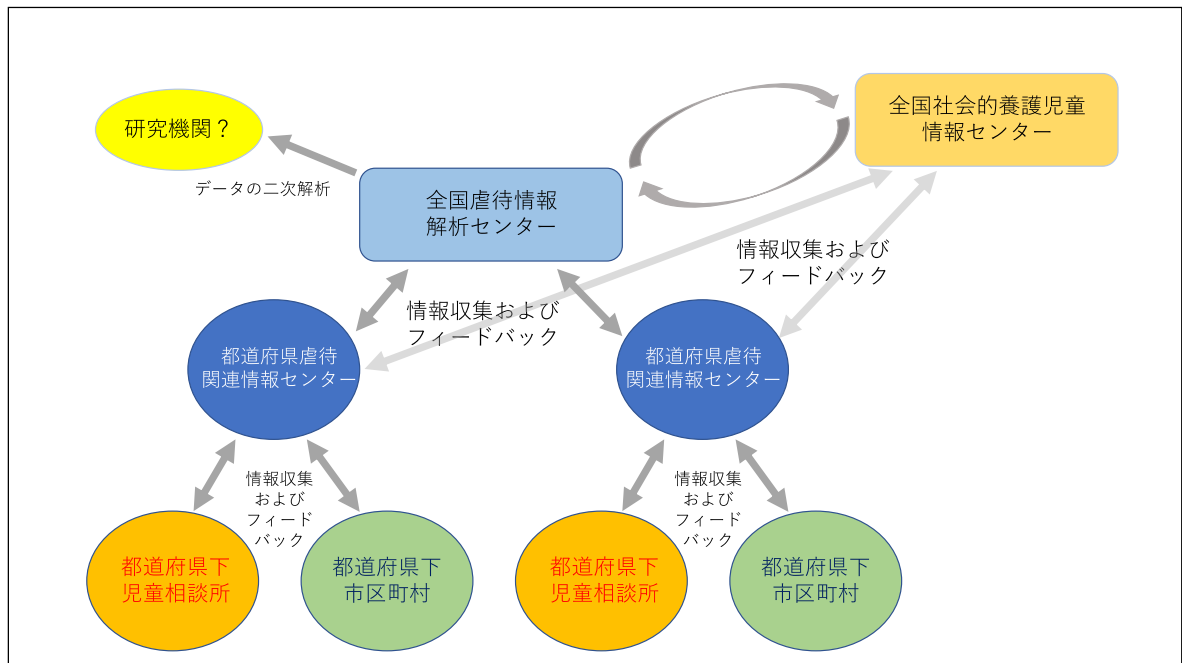 全国社会的養護児童
情報センター
研究機関？
データの二次解析
全国虐待情報
解析センター
情報収集および
フィードバック
情報収集および
フィードバック
都道府県虐待
関連情報センター
都道府県虐待
関連情報センター
情報収集
および
フィード
バック
情報収集
および
フィード
バック
都道府県下
児童相談所
都道府県下
市区町村
都道府県下
児童相談所
都道府県下
市区町村